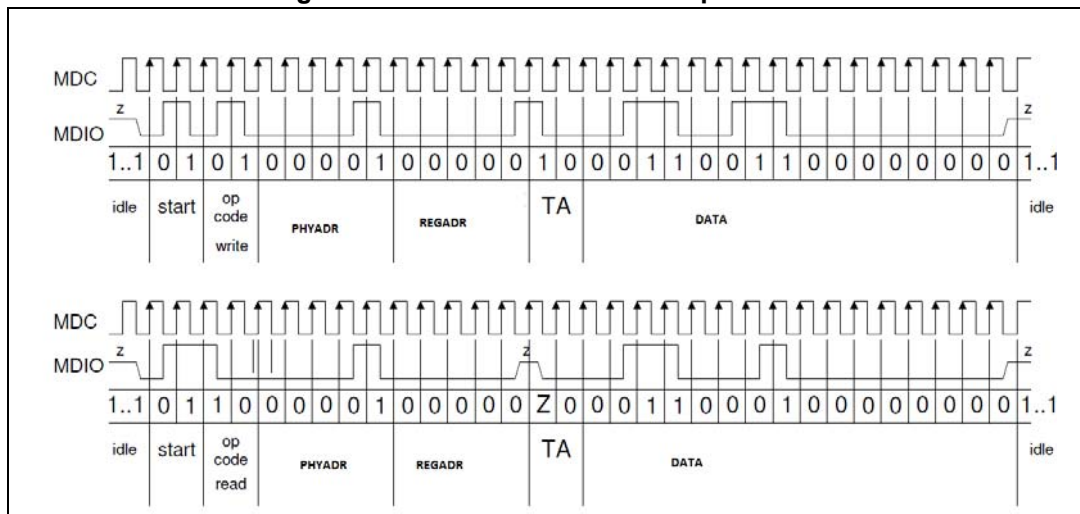 MDC
z z
MDIO
1..1 0 1 0 1 0 0 0 0 1 0 0 0 0 0 1 0 0 0 1 1 0 0 1 1 0 0 0 0 0 0 0 0 1..1
idle start op code write PHYADR REGADR TA DATA idle
MDC
z z z
MDIO
1..1 0 1 1 0 0 0 0 0 1 0 0 0 0 0 Z 0 0 0 1 1 0 0 0 1 0 0 0 0 0 0 0 0 1..1
idle start op code read PHYADR REGADR TA DATA idle